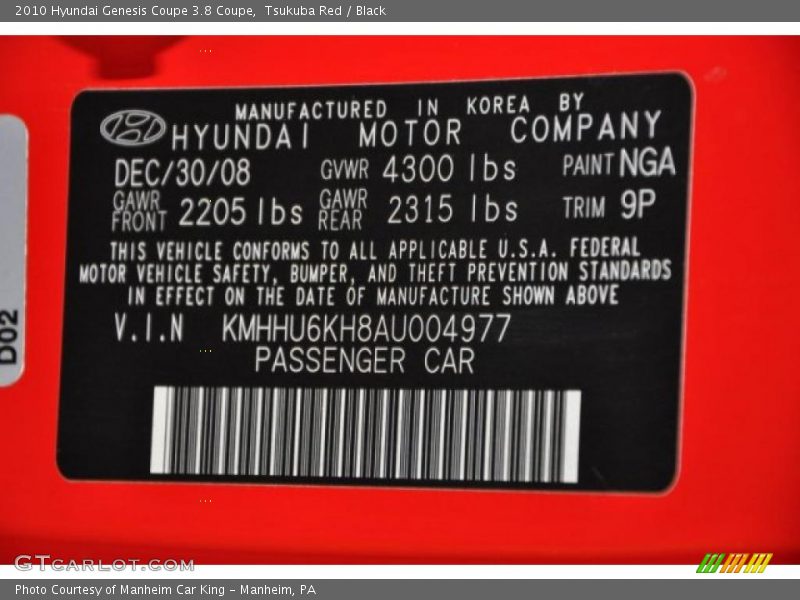 2010 Hyundai Genesis Coupe 3.8 Coupe,  Tsukuba Red / Black
MANUFACTURED IN KOREA BY
HYUNDAI MOTOR COMPANY
DEC/30/08 GVWR 4300 lbs PAINT NGA
GAWR FRONT 2205 lbs GAWR REAR 2315 lbs TRIM 9P
THIS VEHICLE CONFORMS TO ALL APPLICABLE U.S.A. FEDERAL
MOTOR VEHICLE SAFETY, BUMPER, AND THEFT PREVENTION STANDARDS
IN EFFECT ON THE DATE OF MANUFACTURE SHOWN ABOVE
V.I.N KMHHU6KH8AU004977
PASSENGER CAR
D02
GTCARLOT.COM
Photo Courtesy of Manheim Car King - Manheim, PA